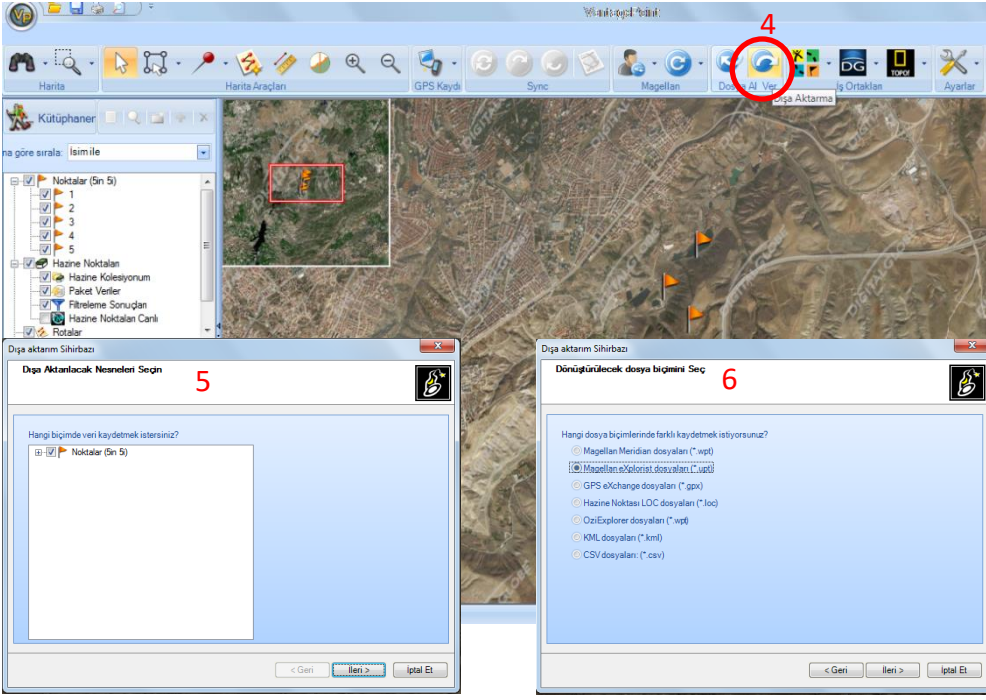 VantagePoint
4
Harita
Harita Araçları
GPS Kaydı
Sync
Magellan
Dosya Al Ver
İş Ortakları
Ayarlar
DG
TOPO!
Dışa Aktarma
Kütüphaner
na göre sırala: İsim ile
Noktalar (5in 5i)
1
2
3
4
5
Hazine Noktaları
Hazine Kolesiyonum
Paket Veriler
Filtreleme Sonuçları
Hazine Noktaları Canlı
Rotalar
Dışa aktarım Sihirbazı
Dışa Aktarılacak Nesneleri Seçin
5
Hangi biçimde veri kaydetmek istersiniz?
Noktalar (5in 5i)
< Geri
İleri >
İptal Et
Dışa aktarım Sihirbazı
Dönüştürülecek dosya biçimini Seç
6
Hangi dosya biçimlerinde farklı kaydetmek istiyorsunuz?
Magellan Meridian dosyaları (*.wpt)
Magellan eXplorist dosyaları (*.upt)
GPS eXchange dosyaları (*.gpx)
Hazine Noktası LOC dosyaları (*.loc)
OziExplorer dosyaları (*.wpt)
KML dosyaları (*.kml)
CSV dosyaları: (*.csv)
< Geri
İleri >
İptal Et